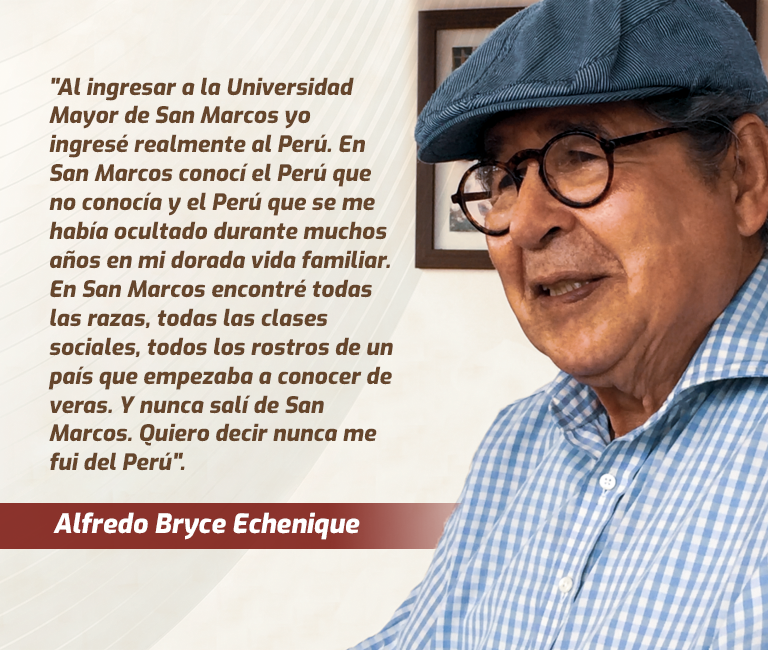 "Al ingresar a la Universidad
Mayor de San Marcos yo
ingresé realmente al Perú. En
San Marcos conocí el Perú que
no conocía y el Perú que se me
había ocultado durante muchos
años en mi dorada vida familiar.
En San Marcos encontré todas
las razas, todas las clases
sociales, todos los rostros de un
país que empezaba a conocer de
veras. Y nunca salí de San
Marcos. Quiero decir nunca me
fui del Perú".
Alfredo Bryce Echenique